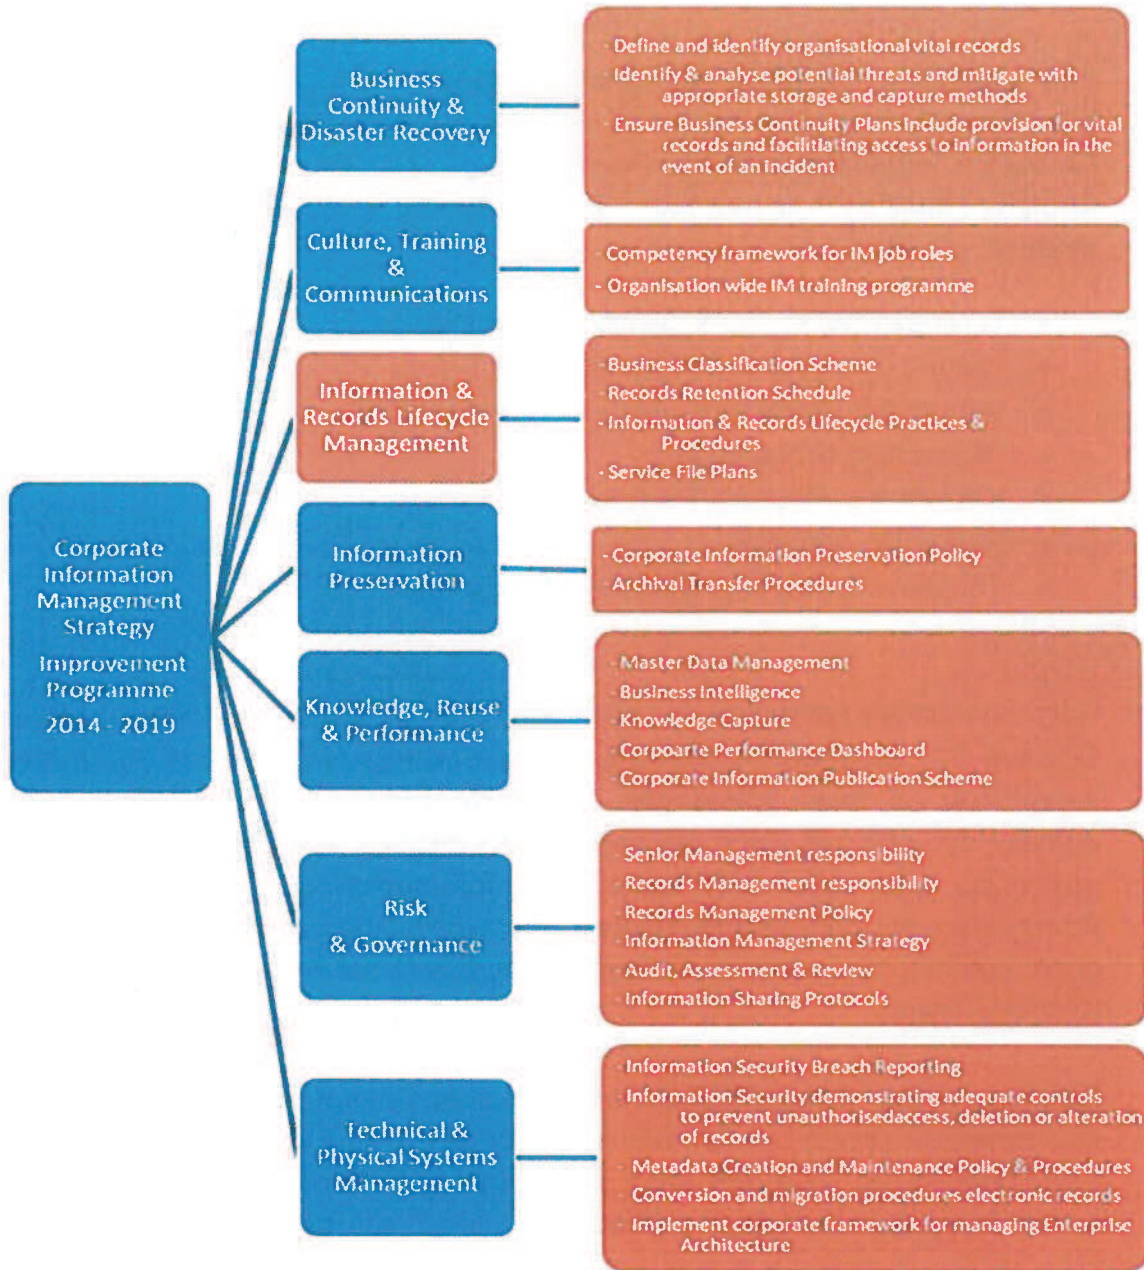 Corporate
Information
Management
Strategy
Improvement
Programme
2014 - 2019
Business
Continuity &
Disaster Recovery
- Define and identify organisational vital records
- Identify & analyse potential threats and mitigate with
appropriate storage and capture methods
- Ensure Business Continuity Plans include provision for vital
records and facilitiating access to information in the
event of an incident
Culture, Training
&
Communications
- Competency framework for IM job roles
- Organisation wide IM training programme
Information &
Records Lifecycle
Management
- Business Classification Scheme
- Records Retention Schedule
- Information & Records Lifecycle Practices &
Procedures
- Service File Plans
Information
Preservation
- Corporate Information Preservation Policy
- Archival Transfer Procedures
Knowledge, Reuse
& Performance
- Master Data Management
- Business Intelligence
- Knowledge Capture
- Corpoarte Performance Dashboard
- Corporate Information Publication Scheme
Risk
& Governance
- Senior Management responsibility
- Records Management responsibility
- Records Management Policy
- Information Management Strategy
- Audit, Assessment & Review
- Information Sharing Protocols
Technical &
Physical Systems
Management
- Information Security Breach Reporting
- Information Security demonstrating adequate controls
to prevent unauthorisedaccess, deletion or alteration
of records
- Metadata Creation and Maintenance Policy & Procedures
- Conversion and migration procedures electronic records
- Implement corporate framework for managing Enterprise
Architecture